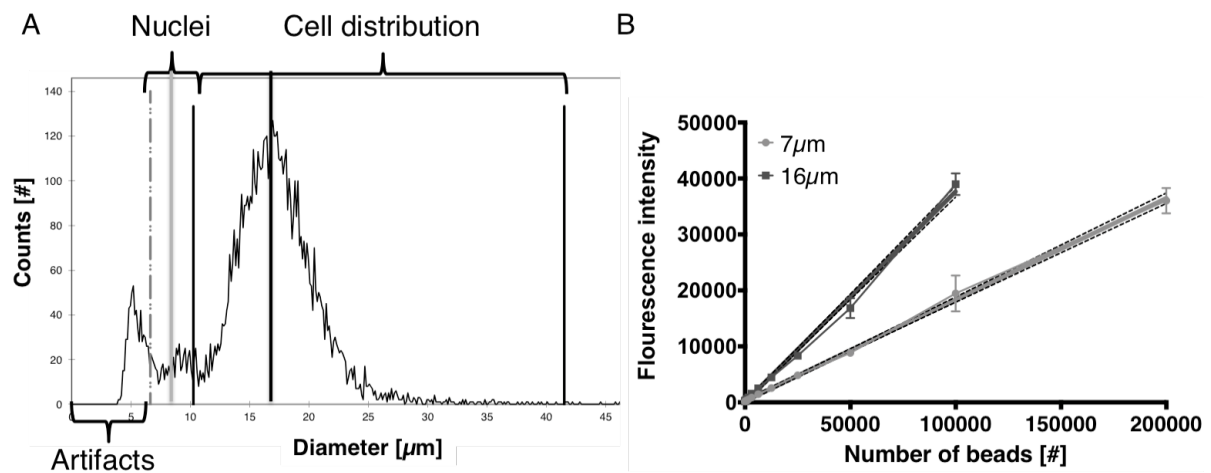 A
Nuclei
Cell distribution
140
120
100
80
60
40
20
0
5
10
15
20
25
30
35
40
45
Counts [#]
Diameter [µm]
Artifacts
B
7µm
16µm
50000
40000
30000
20000
10000
0
0
50000
100000
150000
200000
Flourescence intensity
Number of beads [#]